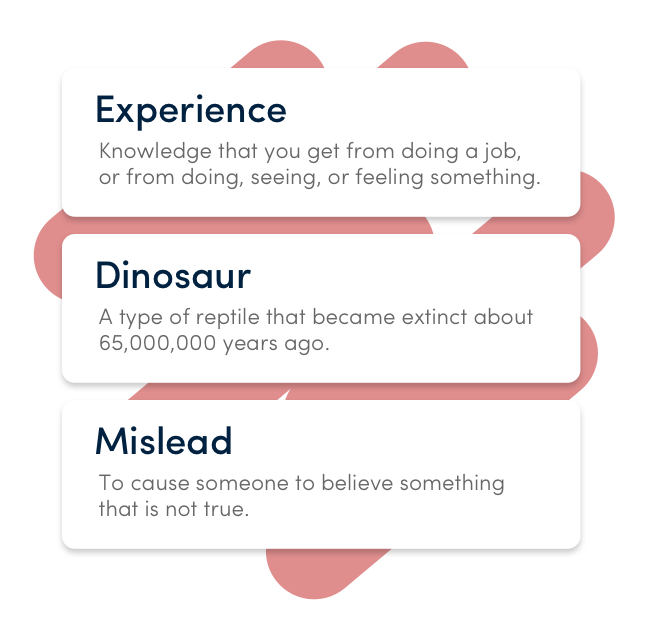 Experience
Knowledge that you get from doing a job,
or from doing, seeing, or feeling something.
Dinosaur
A type of reptile that became extinct about
65,000,000 years ago.
Mislead
To cause someone to believe something
that is not true.